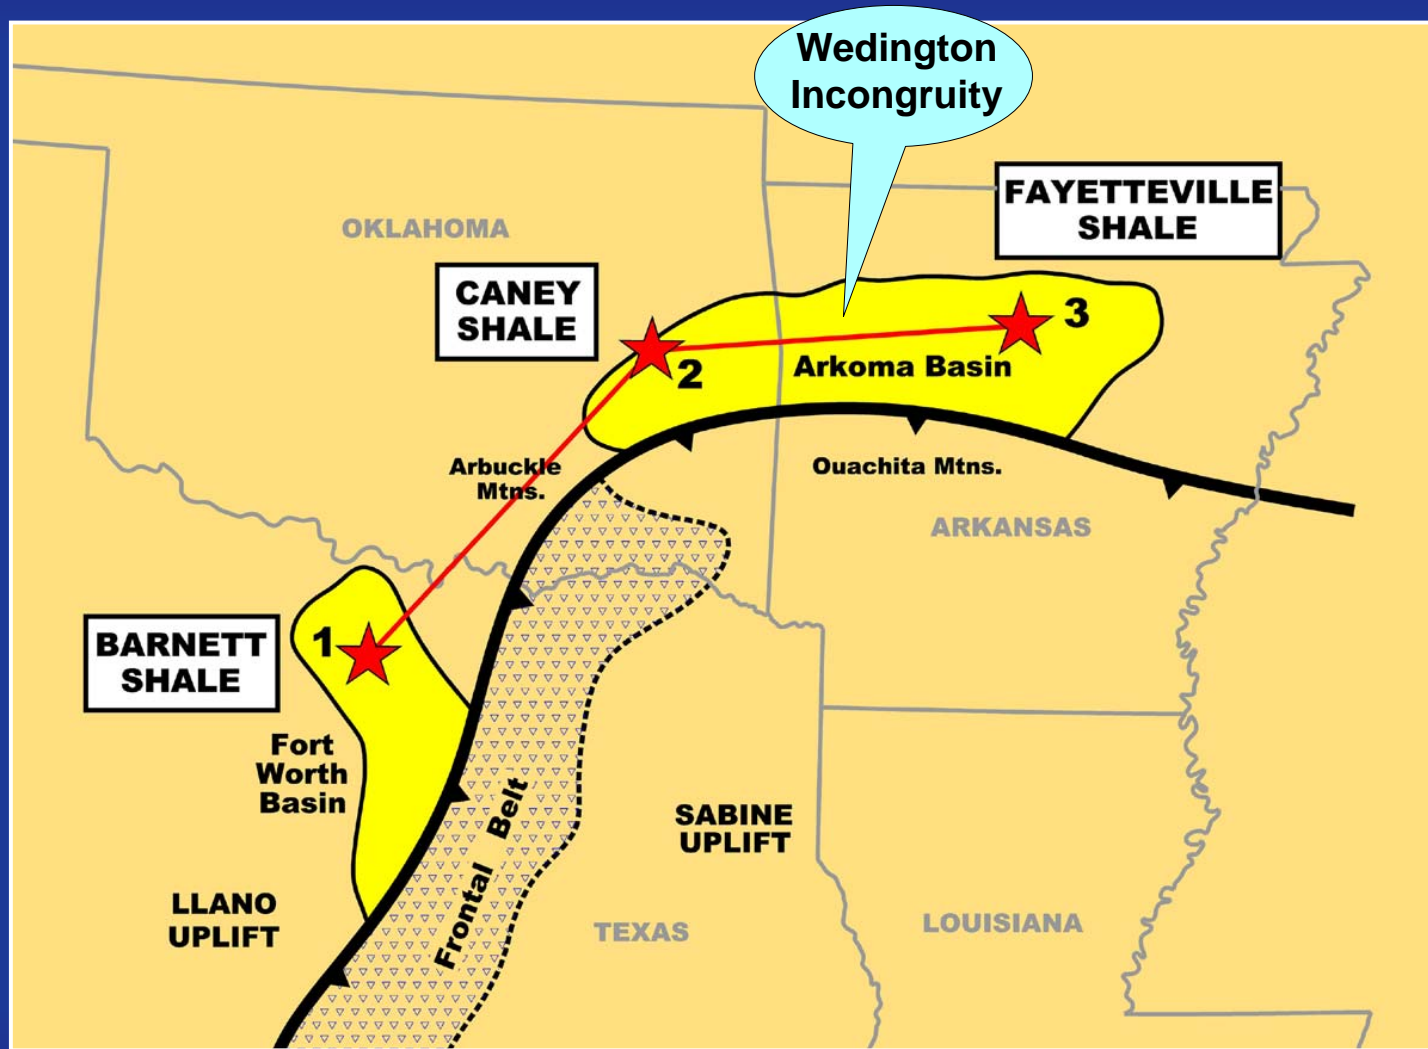 Wedington
Incongruity
FAYETTEVILLE
SHALE
OKLAHOMA
CANEY
SHALE
3
2
Arkoma Basin
Arbuckle
Mtns.
Ouachita Mtns.
ARKANSAS
BARNETT
SHALE
1
Fort
Worth
Basin
Frontal Belt
SABINE
UPLIFT
LLANO
UPLIFT
TEXAS
LOUISIANA